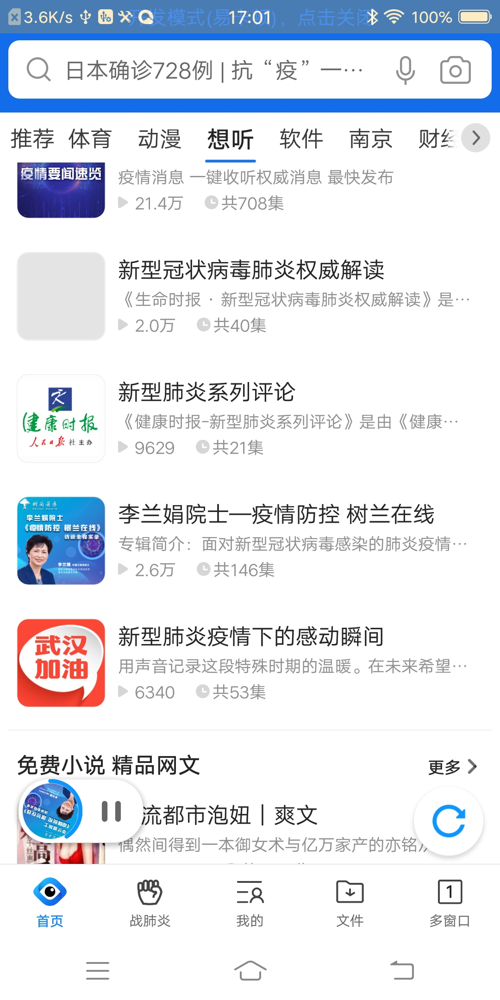 3.6K/s 17:01 100%
开发模式(易卡顿)，点击关闭
日本确诊728例 | 抗“疫”一…
推荐 体育 动漫 想听 软件 南京 财经
疫情要闻速览
疫情消息 一键收听权威消息 最快发布
21.4万 共708集
新型冠状病毒肺炎权威解读
《生命时报 · 新型冠状病毒肺炎权威解读》是…
2.0万 共40集
健康时报
人民日报 社主办
新型肺炎系列评论
《健康时报-新型肺炎系列评论》是由《健康…
9629 共21集
树兰医疗
Shulan Health
李兰娟院士
《疫情防控 树兰在线》
访谈全程实录
李兰娟 中国工程院院士
李兰娟院士—疫情防控 树兰在线
专辑简介：面对新型冠状病毒感染的肺炎疫情…
2.6万 共146集
武汉
加油
新型肺炎疫情下的感动瞬间
用声音记录这段特殊时期的温暖。在未来希望…
6340 共53集
免费小说 精品网文
更多
流都市泡妞 | 爽文
偶然间得到一本御女术与亿万家产的亦铭从
首页 战肺炎 我的 文件 多窗口
1